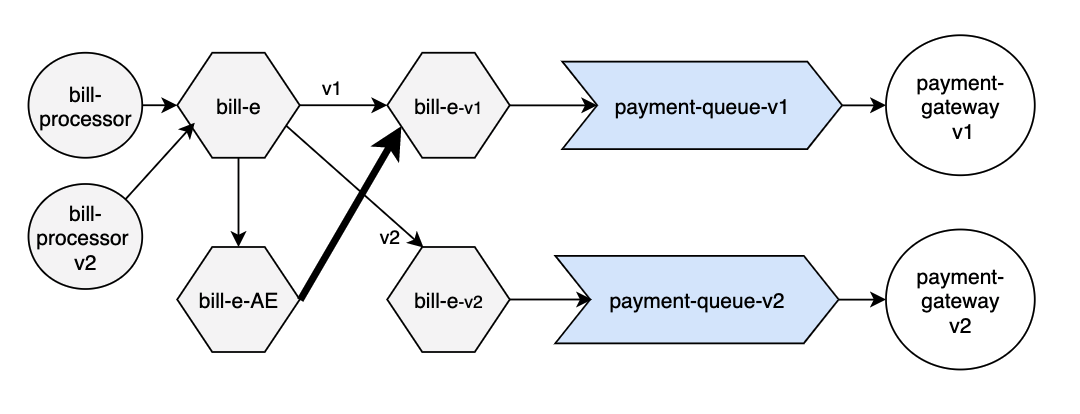 bill-
processor
bill-e
v1
bill-e-v1
payment-queue-v1
payment-
gateway
v1
bill-
processor
v2
bill-e-AE
v2
bill-e-v2
payment-queue-v2
payment-
gateway
v2